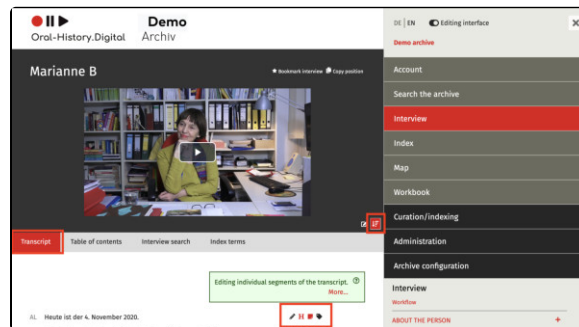 Oral-History.Digital
Demo
Archiv
DE | EN Editing interface
Demo archive
Marianne B
Bookmark interview Copy position
Account
Search the archive
Interview
Index
Map
Workbook
Curation/indexing
Administration
Archive configuration
Interview
Workflow
ABOUT THE PERSON +
Transcript Table of contents Interview search Index terms
Editing individual segments of the transcript.
More...
AL Heute ist der 4. November 2020.
H